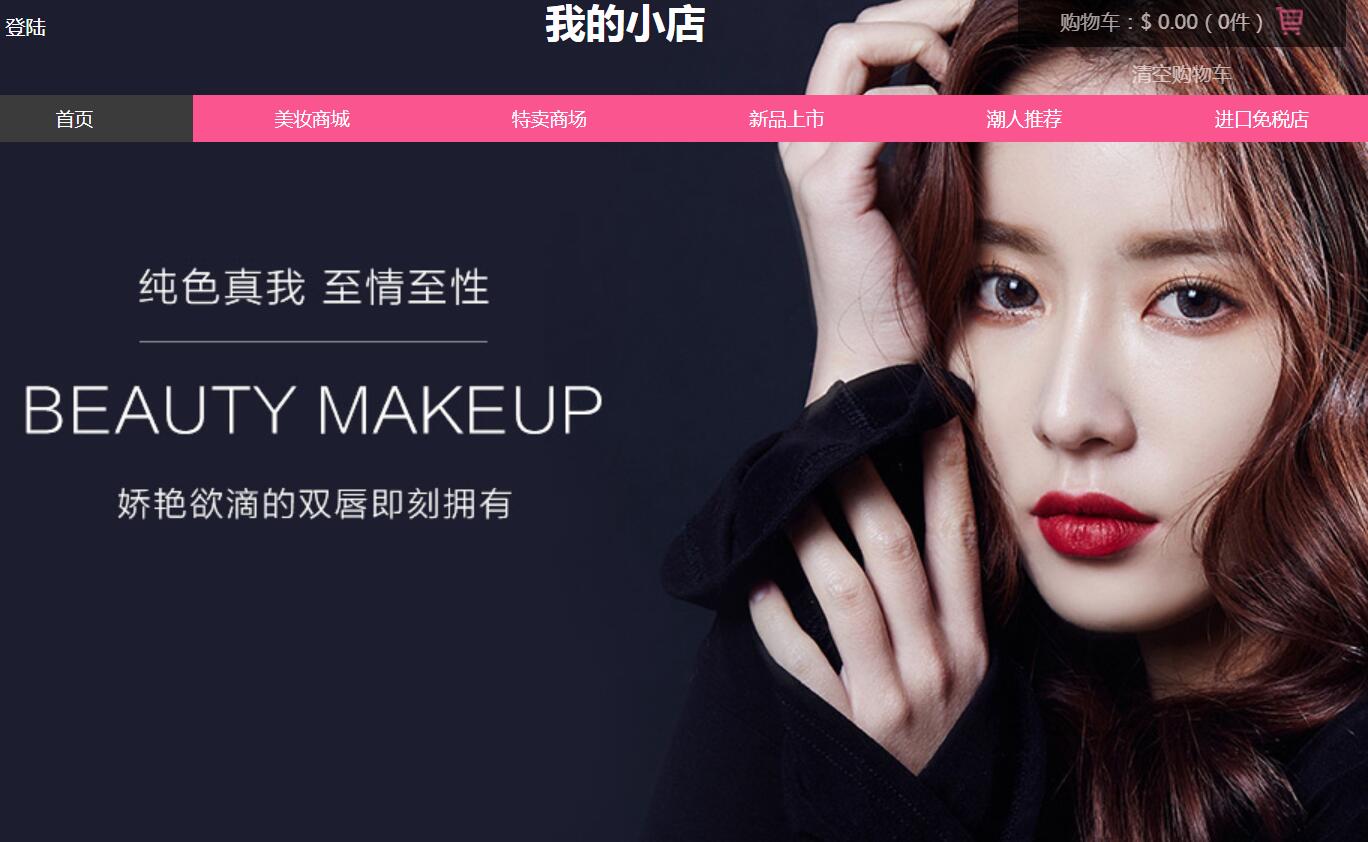 登陆
我的小店
购物车 : $ 0.00 ( 0件 )
清空购物车
首页 美妆商城 特卖商场 新品上市 潮人推荐 进口免税店
纯色真我 至情至性
BEAUTY MAKEUP
娇艳欲滴的双唇即刻拥有